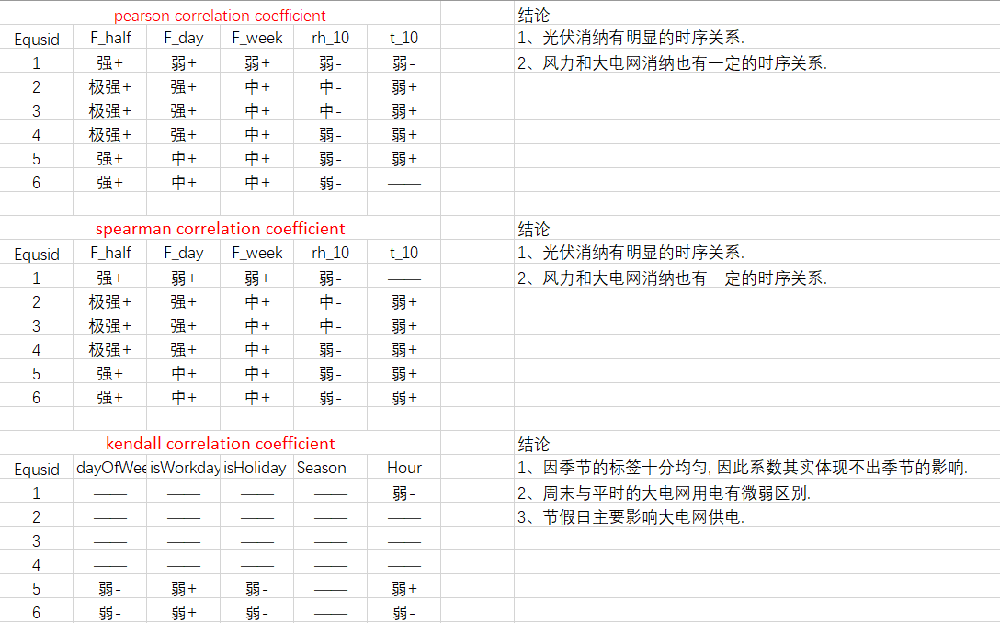 pearson correlation coefficient 结论
Equsid F_half F_day F_week rh_10 t_10 1、光伏消纳有明显的时序关系.
1 强+ 弱+ 弱+ 弱- 弱- 2、风力和大电网消纳也有一定的时序关系.
2 极强+ 强+ 中+ 中- 弱+
3 极强+ 强+ 中+ 中- 弱+
4 极强+ 强+ 中+ 弱- 弱+
5 强+ 中+ 中+ 弱- 弱+
6 强+ 中+ 中+ 弱- ——
spearman correlation coefficient 结论
Equsid F_half F_day F_week rh_10 t_10 1、光伏消纳有明显的时序关系.
1 强+ 弱+ 弱+ 弱- —— 2、风力和大电网消纳也有一定的时序关系.
2 极强+ 强+ 中+ 中- 弱+
3 极强+ 强+ 中+ 中- 弱+
4 极强+ 强+ 中+ 弱- 弱+
5 强+ 中+ 中+ 弱- 弱+
6 强+ 中+ 中+ 弱- 弱+
kendall correlation coefficient 结论
Equsid dayOfWee isWorkday isHoliday Season Hour 1、因季节的标签十分均匀, 因此系数其实体现不出季节的影响.
1 —— —— —— —— 弱- 2、周末与平时的大电网用电有微弱区别.
2 —— —— —— —— —— 3、节假日主要影响大电网供电.
3 —— —— —— —— ——
4 —— —— —— —— ——
5 弱- 弱+ 弱- —— 弱+
6 弱- 弱+ 弱- —— 弱-